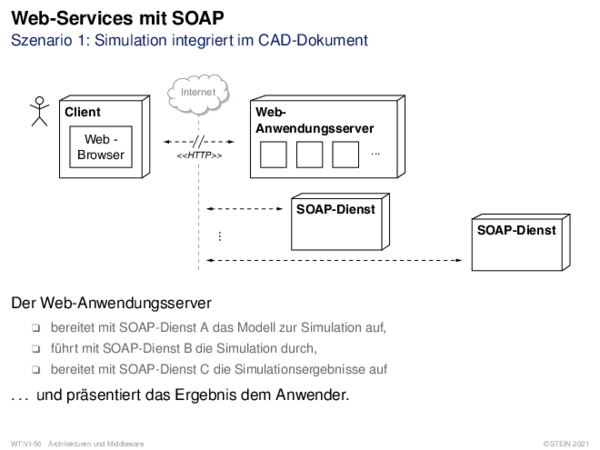 Web-Services mit SOAP
Szenario 1: Simulation integriert im CAD-Dokument
Internet
Client
Web -
Browser
<<HTTP>>
Web-
Anwendungsserver
...
SOAP-Dienst
...
SOAP-Dienst
Der Web-Anwendungsserver
❑ bereitet mit SOAP-Dienst A das Modell zur Simulation auf,
❑ führt mit SOAP-Dienst B die Simulation durch,
❑ bereitet mit SOAP-Dienst C die Simulationsergebnisse auf
... und präsentiert das Ergebnis dem Anwender.
WT:VI-56 Architekturen und Middleware
©STEIN 2021